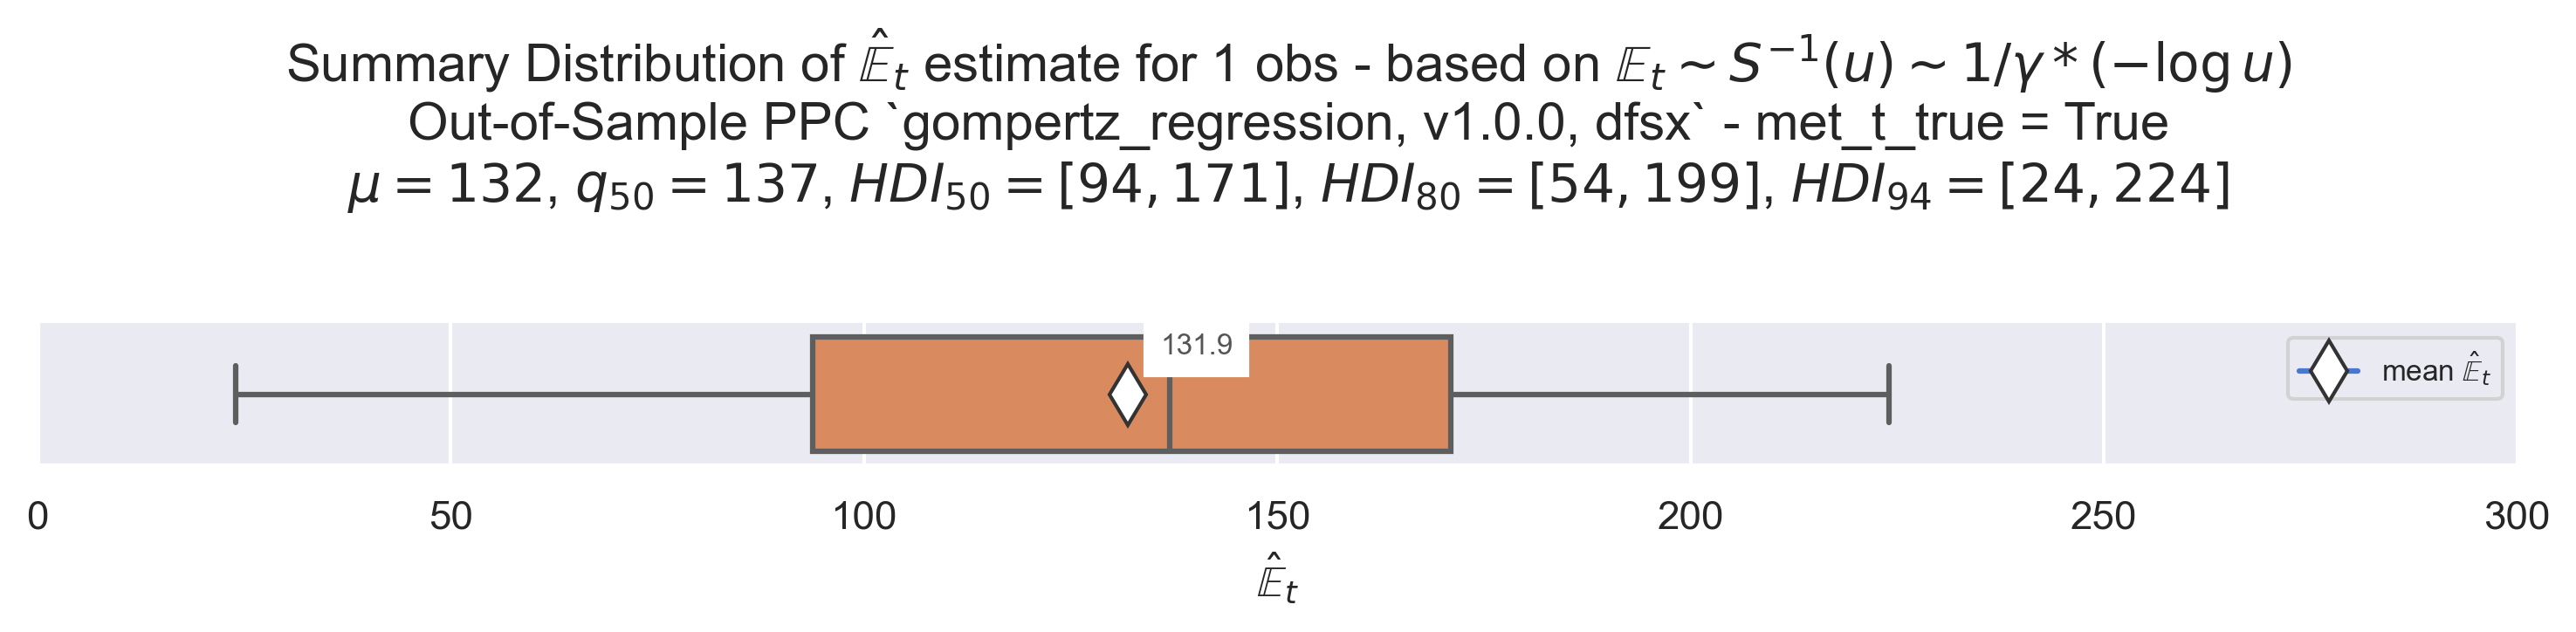 Summary Distribution of $\hat{\mathbb{E}}_t$ estimate for 1 obs - based on $\mathbb{E}_t \sim S^{-1}(u) \sim 1/\gamma * (-\log u)$
Out-of-Sample PPC `gompertz_regression, v1.0.0, dfsx` - met_t_true = True
$\mu = 132$, $q_{50} = 137$, $HDI_{50} = [94, 171]$, $HDI_{80} = [54, 199]$, $HDI_{94} = [24, 224]$
131.9
mean $\hat{\mathbb{E}}_t$
0 50 100 150 200 250 300
$\hat{\mathbb{E}}_t$